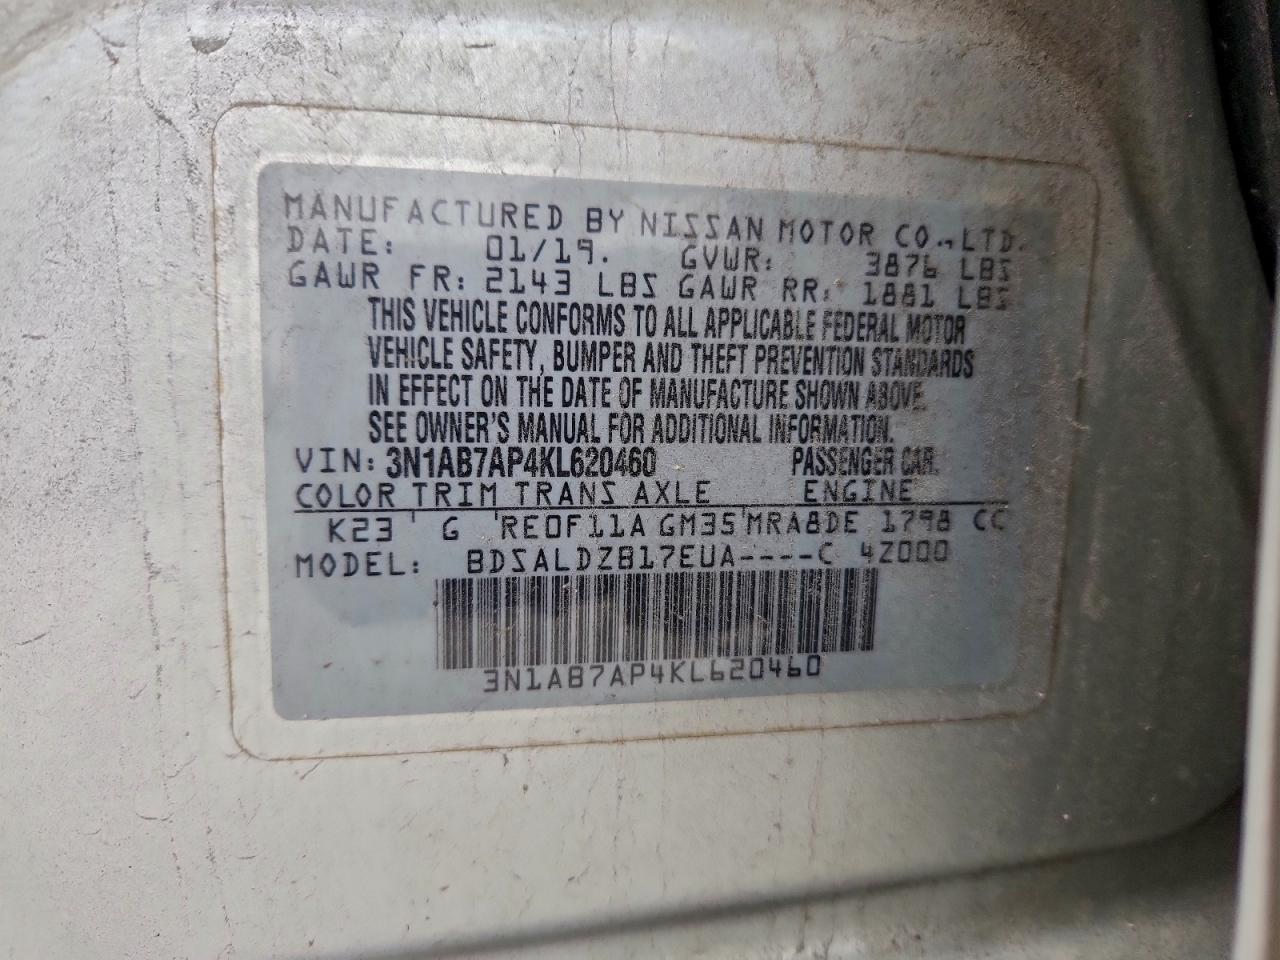 MANUFACTURED BY NISSAN MOTOR CO., LTD.
DATE: 01/19. GVWR: 3876 LBS
GAWR FR: 2143 LBS GAWR RR: 1881 LBS
THIS VEHICLE CONFORMS TO ALL APPLICABLE FEDERAL MOTOR
VEHICLE SAFETY, BUMPER AND THEFT PREVENTION STANDARDS
IN EFFECT ON THE DATE OF MANUFACTURE SHOWN ABOVE.
SEE OWNER'S MANUAL FOR ADDITIONAL INFORMATION.
VIN: 3N1AB7AP4KL620460 PASSENGER CAR.
COLOR TRIM TRANS AXLE ENGINE
K23 ' G ' RE0F11A GM35 ' MRA8DE 1798 CC
MODEL: BDSALDZB17EUA----C 4Z000
3N1AB7AP4KL620460